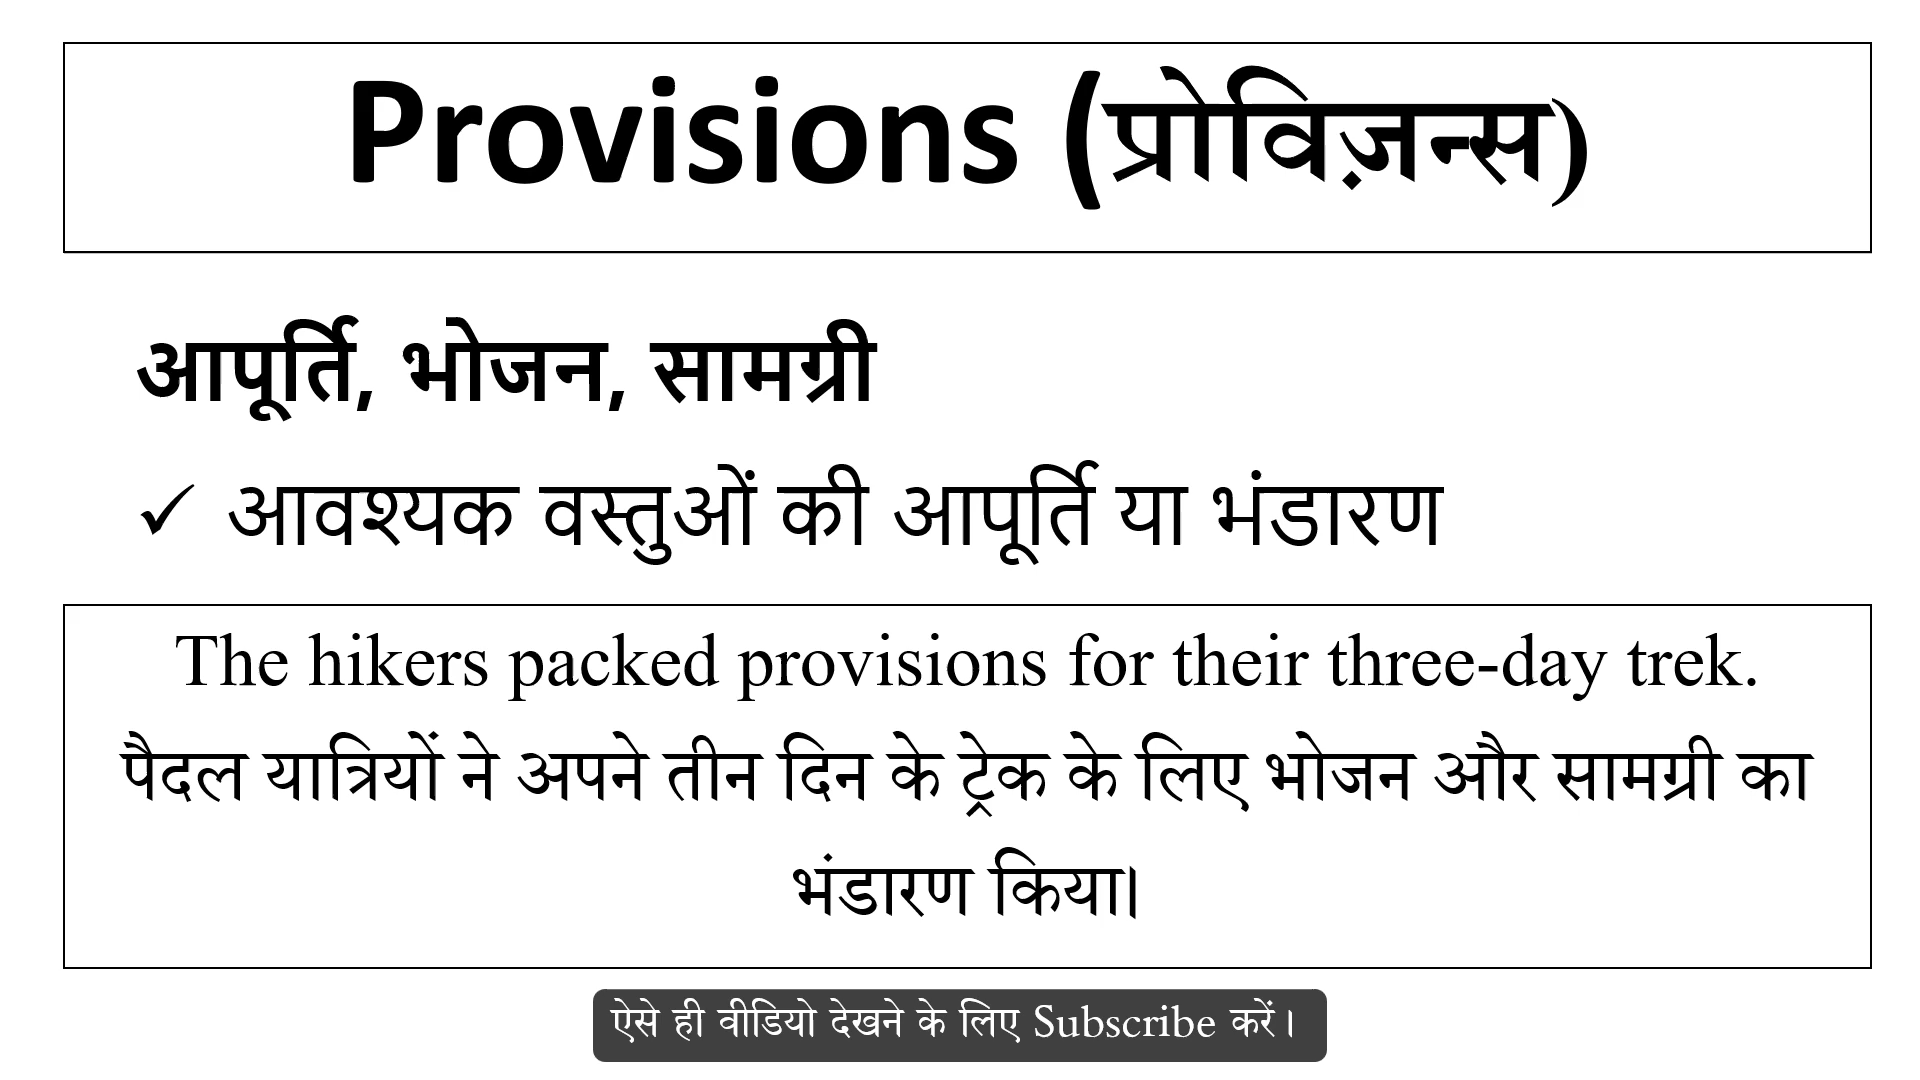 Provisions (प्रोविज़न्स)
आपूर्ति, भोजन, सामग्री
✓ आवश्यक वस्तुओं की आपूर्ति या भंडारण
The hikers packed provisions for their three-day trek.
पैदल यात्रियों ने अपने तीन दिन के ट्रेक के लिए भोजन और सामग्री का
भंडारण किया।
ऐसे ही वीडियो देखने के लिए Subscribe करें।